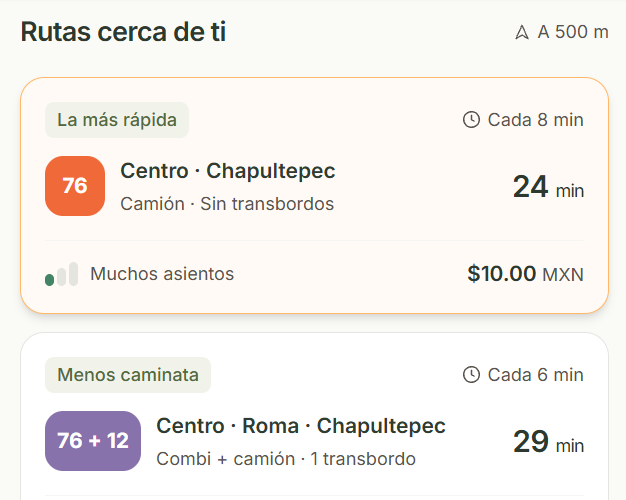 Rutas cerca de ti
A 500 m
La más rápida
Cada 8 min
76
Centro · Chapultepec
Camión · Sin transbordos
24 min
Muchos asientos
$10.00 MXN
Menos caminata
Cada 6 min
76 + 12
Centro · Roma · Chapultepec
Combi + camión · 1 transbordo
29 min